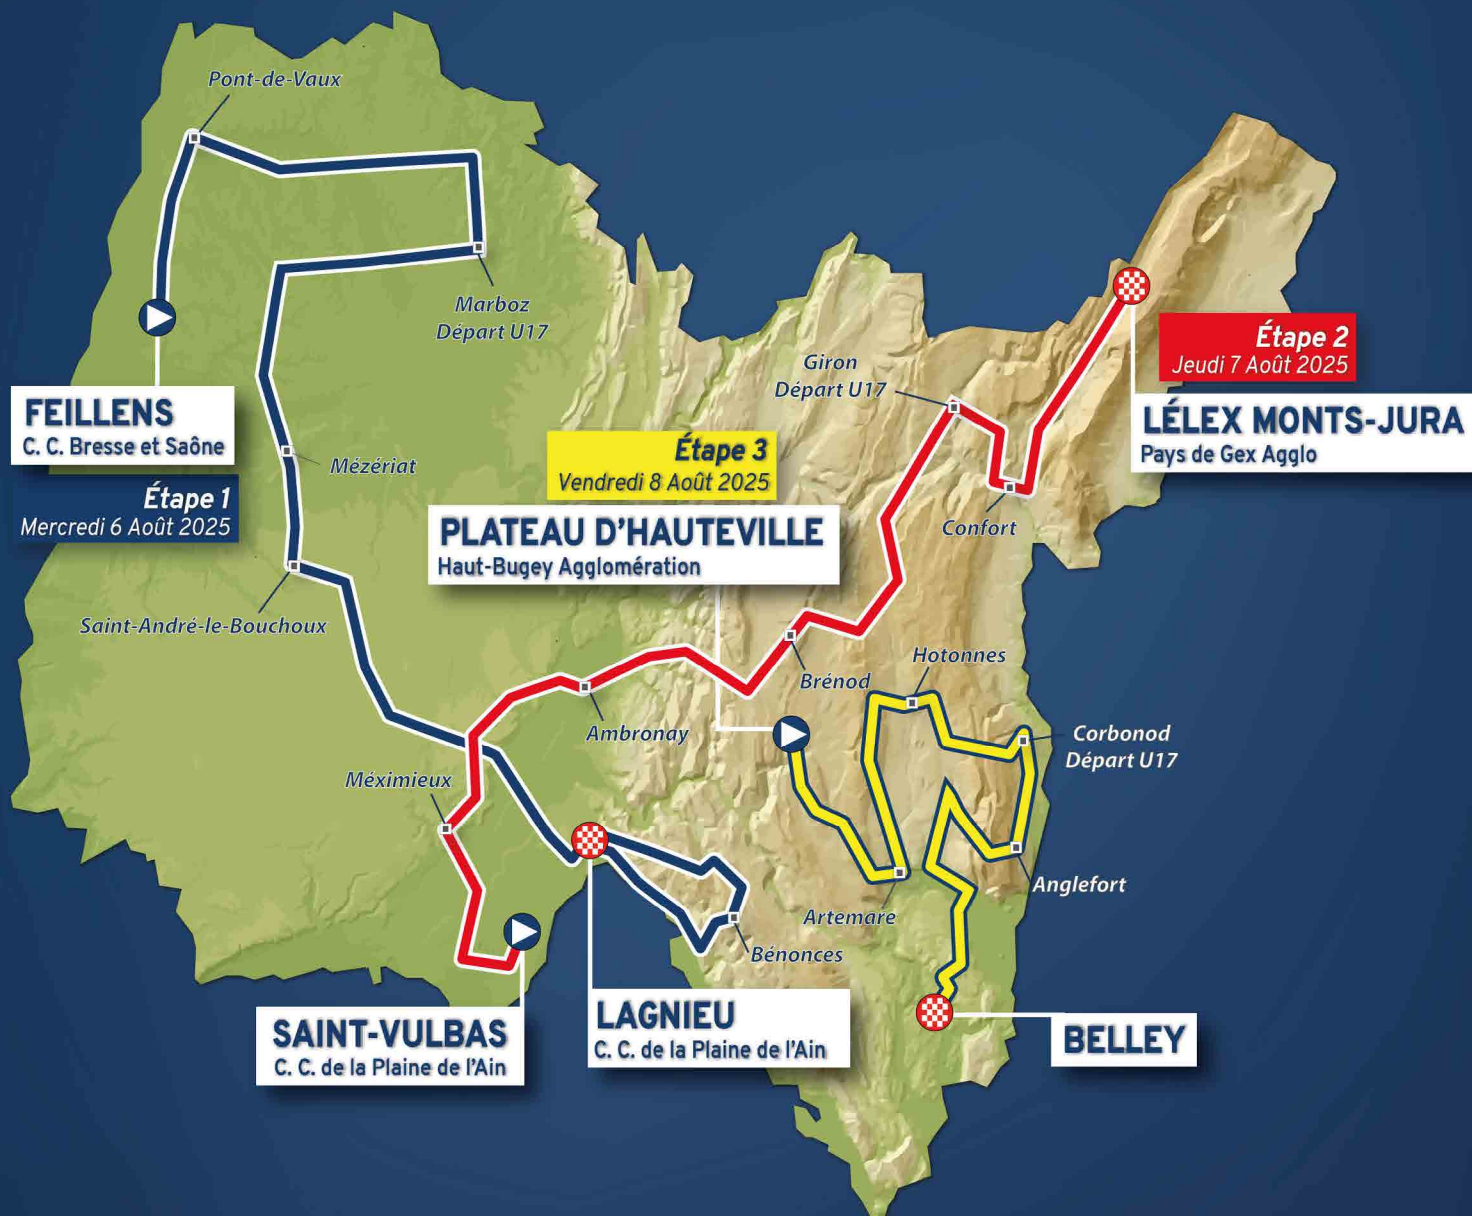 Pont-de-Vaux
Marboz
Départ U17
FEILLENS
C. C. Bresse et Saône
Étape 1
Mercredi 6 Août 2025
Mézériat
Saint-André-le-Bouchoux
Giron
Départ U17
Étape 2
Jeudi 7 Août 2025
LÉLEX MONTS-JURA
Pays de Gex Agglo
Étape 3
Vendredi 8 Août 2025
PLATEAU D'HAUTEVILLE
Haut-Bugey Agglomération
Confort
Hotonnes
Brénod
Ambronay
Corbonod
Départ U17
Méximieux
Anglefort
Artemare
Bénonces
SAINT-VULBAS
C. C. de la Plaine de l'Ain
LAGNIEU
C. C. de la Plaine de l'Ain
BELLEY